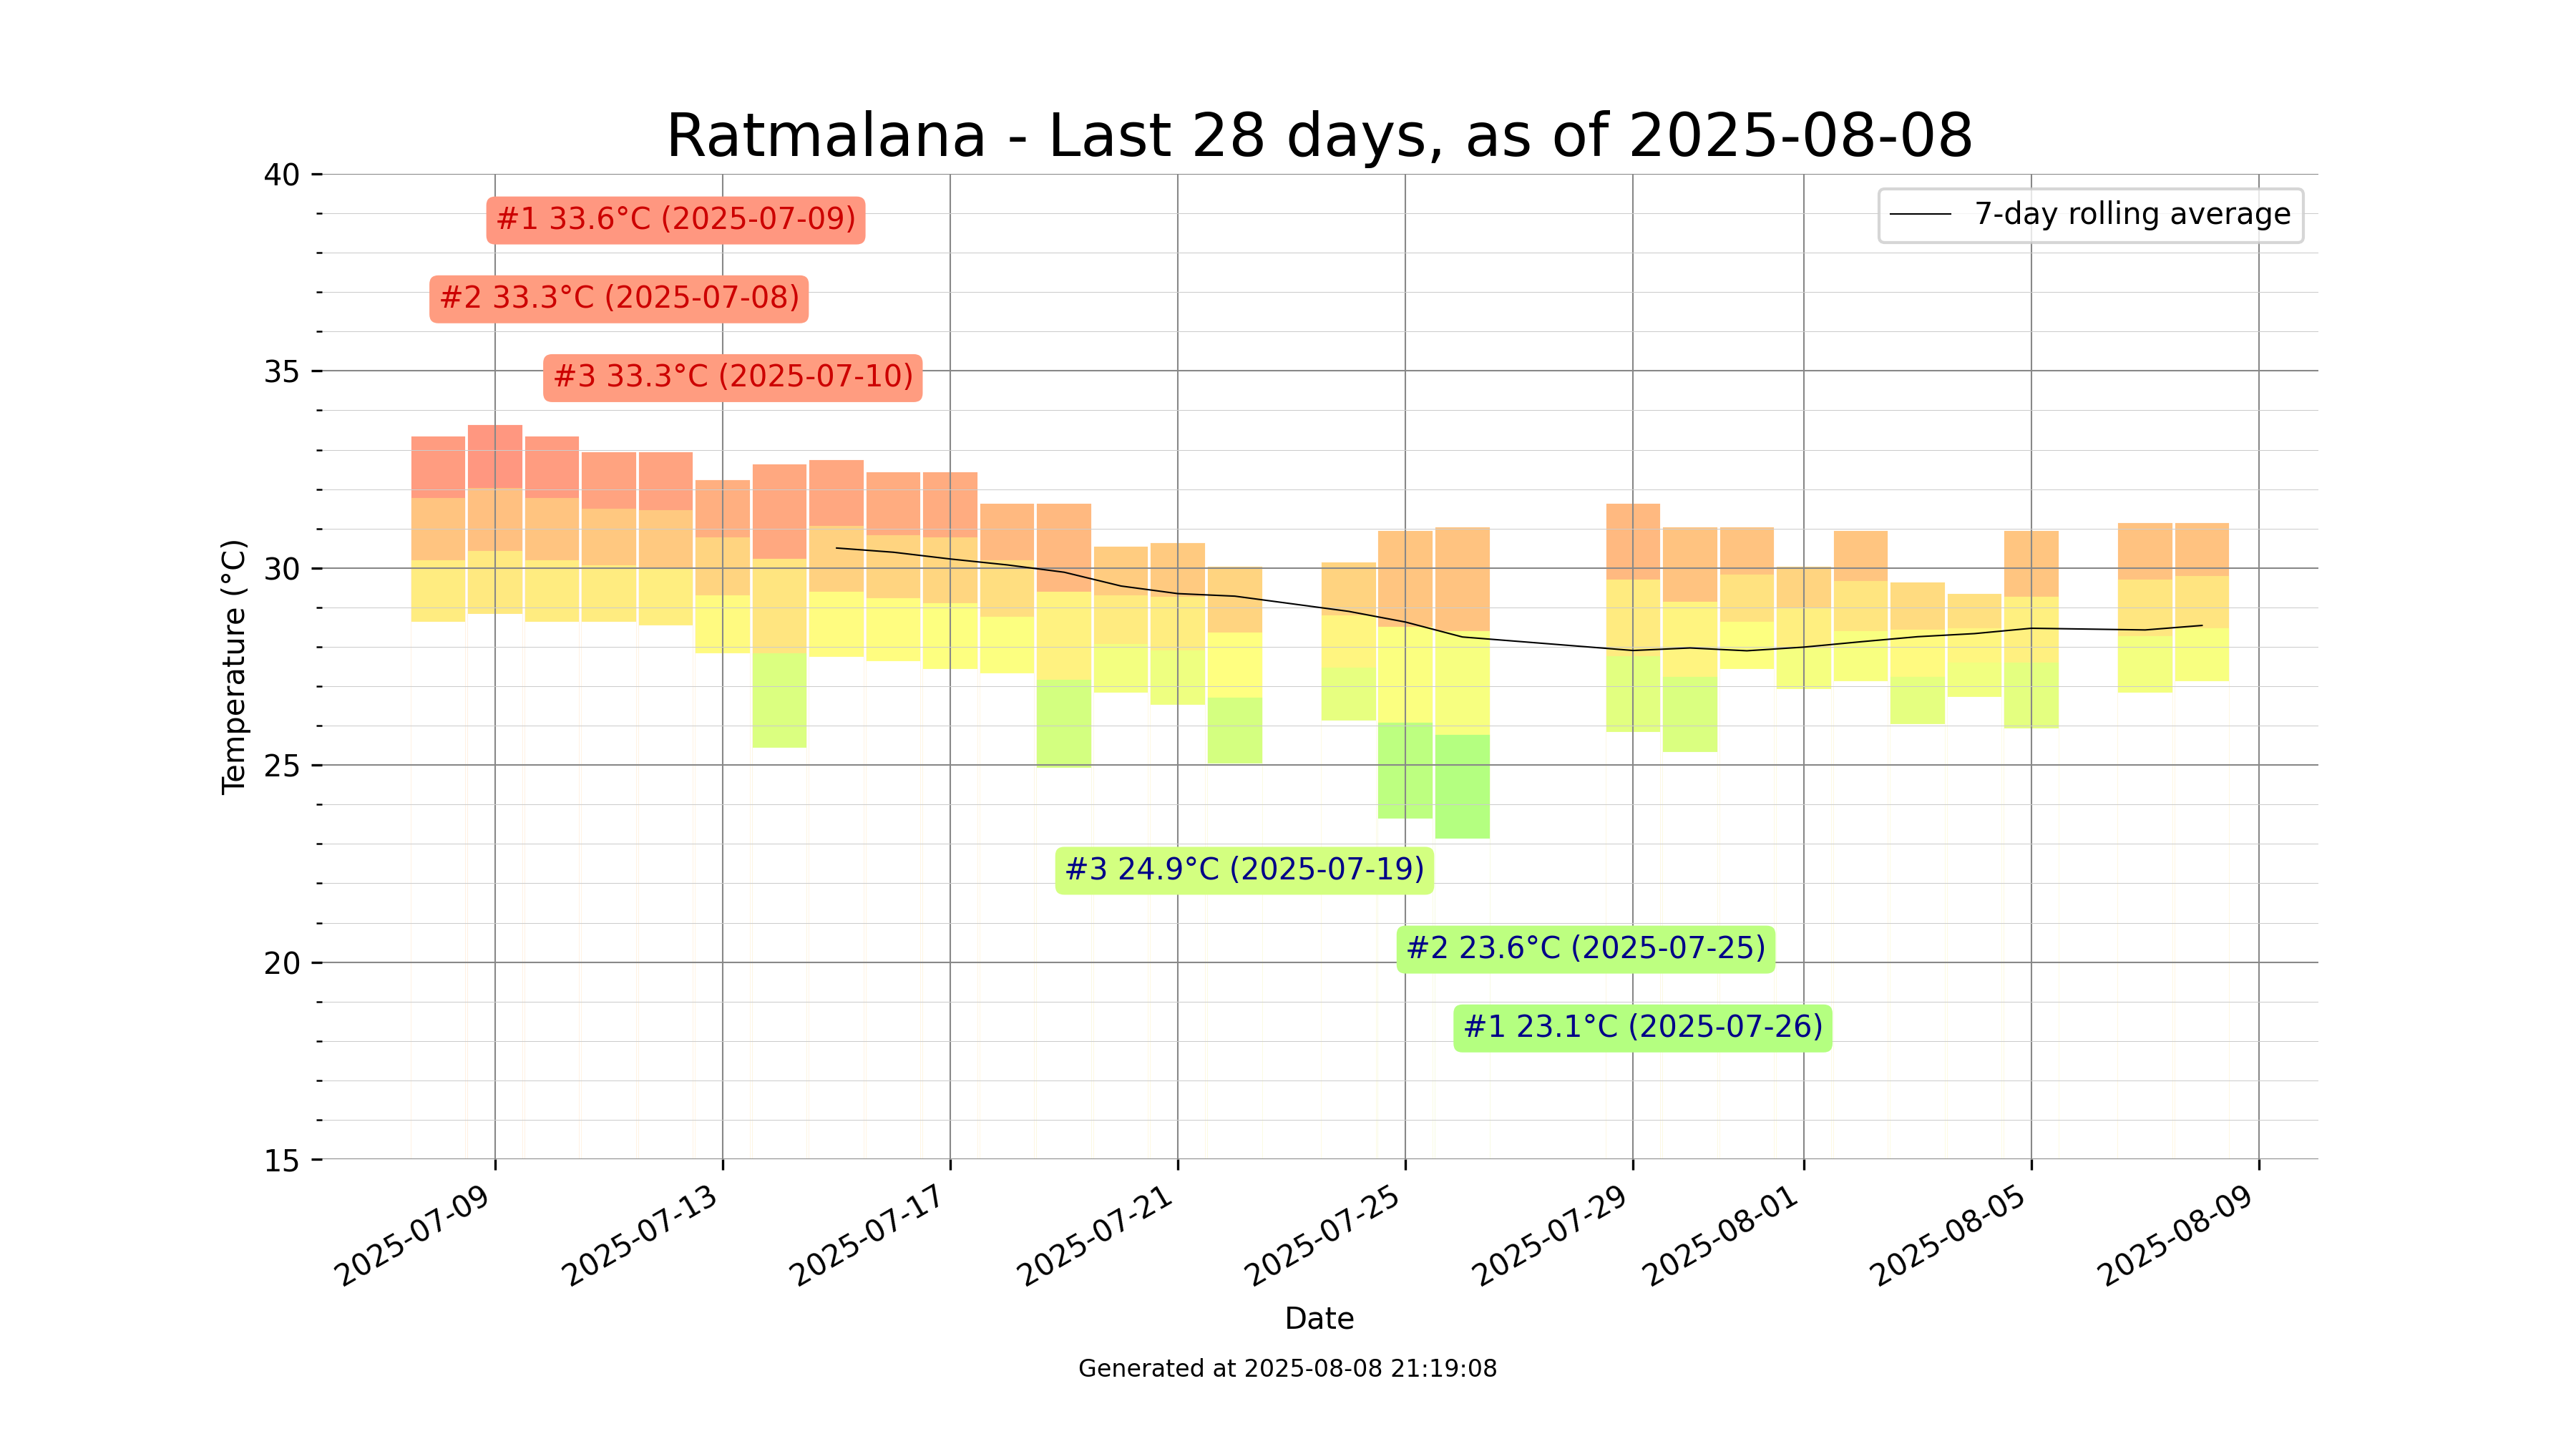 Ratmalana - Last 28 days, as of 2025-08-08
40
35
30
25
20
15
Temperature (°C)
#1 33.6°C (2025-07-09)
#2 33.3°C (2025-07-08)
#3 33.3°C (2025-07-10)
7-day rolling average
#3 24.9°C (2025-07-19)
#2 23.6°C (2025-07-25)
#1 23.1°C (2025-07-26)
2025-07-09
2025-07-13
2025-07-17
2025-07-21
2025-07-25
2025-07-29
2025-08-01
2025-08-05
2025-08-09
Date
Generated at 2025-08-08 21:19:08